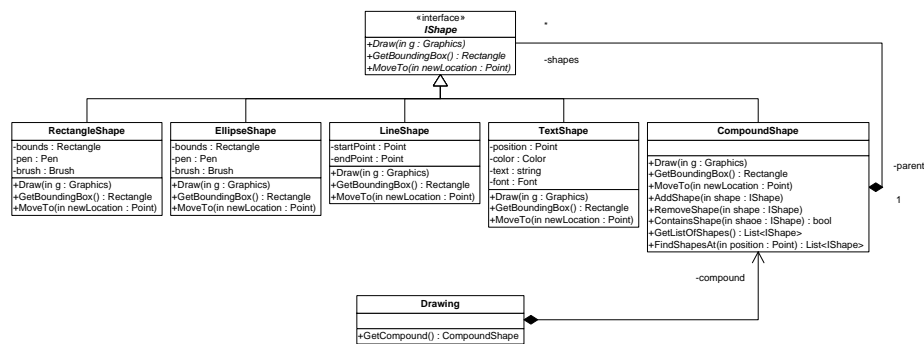 «interface»
IShape
+Draw(in g : Graphics)
+GetBoundingBox() : Rectangle
+MoveTo(in newLocation : Point)
*
-shapes
RectangleShape
-bounds : Rectangle
-pen : Pen
-brush : Brush
+Draw(in g : Graphics)
+GetBoundingBox() : Rectangle
+MoveTo(in newLocation : Point)
EllipseShape
-bounds : Rectangle
-pen : Pen
-brush : Brush
+Draw(in g : Graphics)
+GetBoundingBox() : Rectangle
+MoveTo(in newLocation : Point)
LineShape
-startPoint : Point
-endPoint : Point
+Draw(in g : Graphics)
+GetBoundingBox() : Rectangle
+MoveTo(in newLocation : Point)
TextShape
-position : Point
-color : Color
-text : string
-font : Font
+Draw(in g : Graphics)
+GetBoundingBox() : Rectangle
+MoveTo(in newLocation : Point)
CompoundShape
+Draw(in g : Graphics)
+GetBoundingBox() : Rectangle
+MoveTo(in newLocation : Point)
+AddShape(in shape : IShape)
+RemoveShape(in shape : IShape)
+ContainsShape(in shaoe : IShape) : bool
+GetListOfShapes() : List<IShape>
+FindShapesAt(in position : Point) : List<IShape>
-parent
1
-compound
Drawing
+GetCompound() : CompoundShape